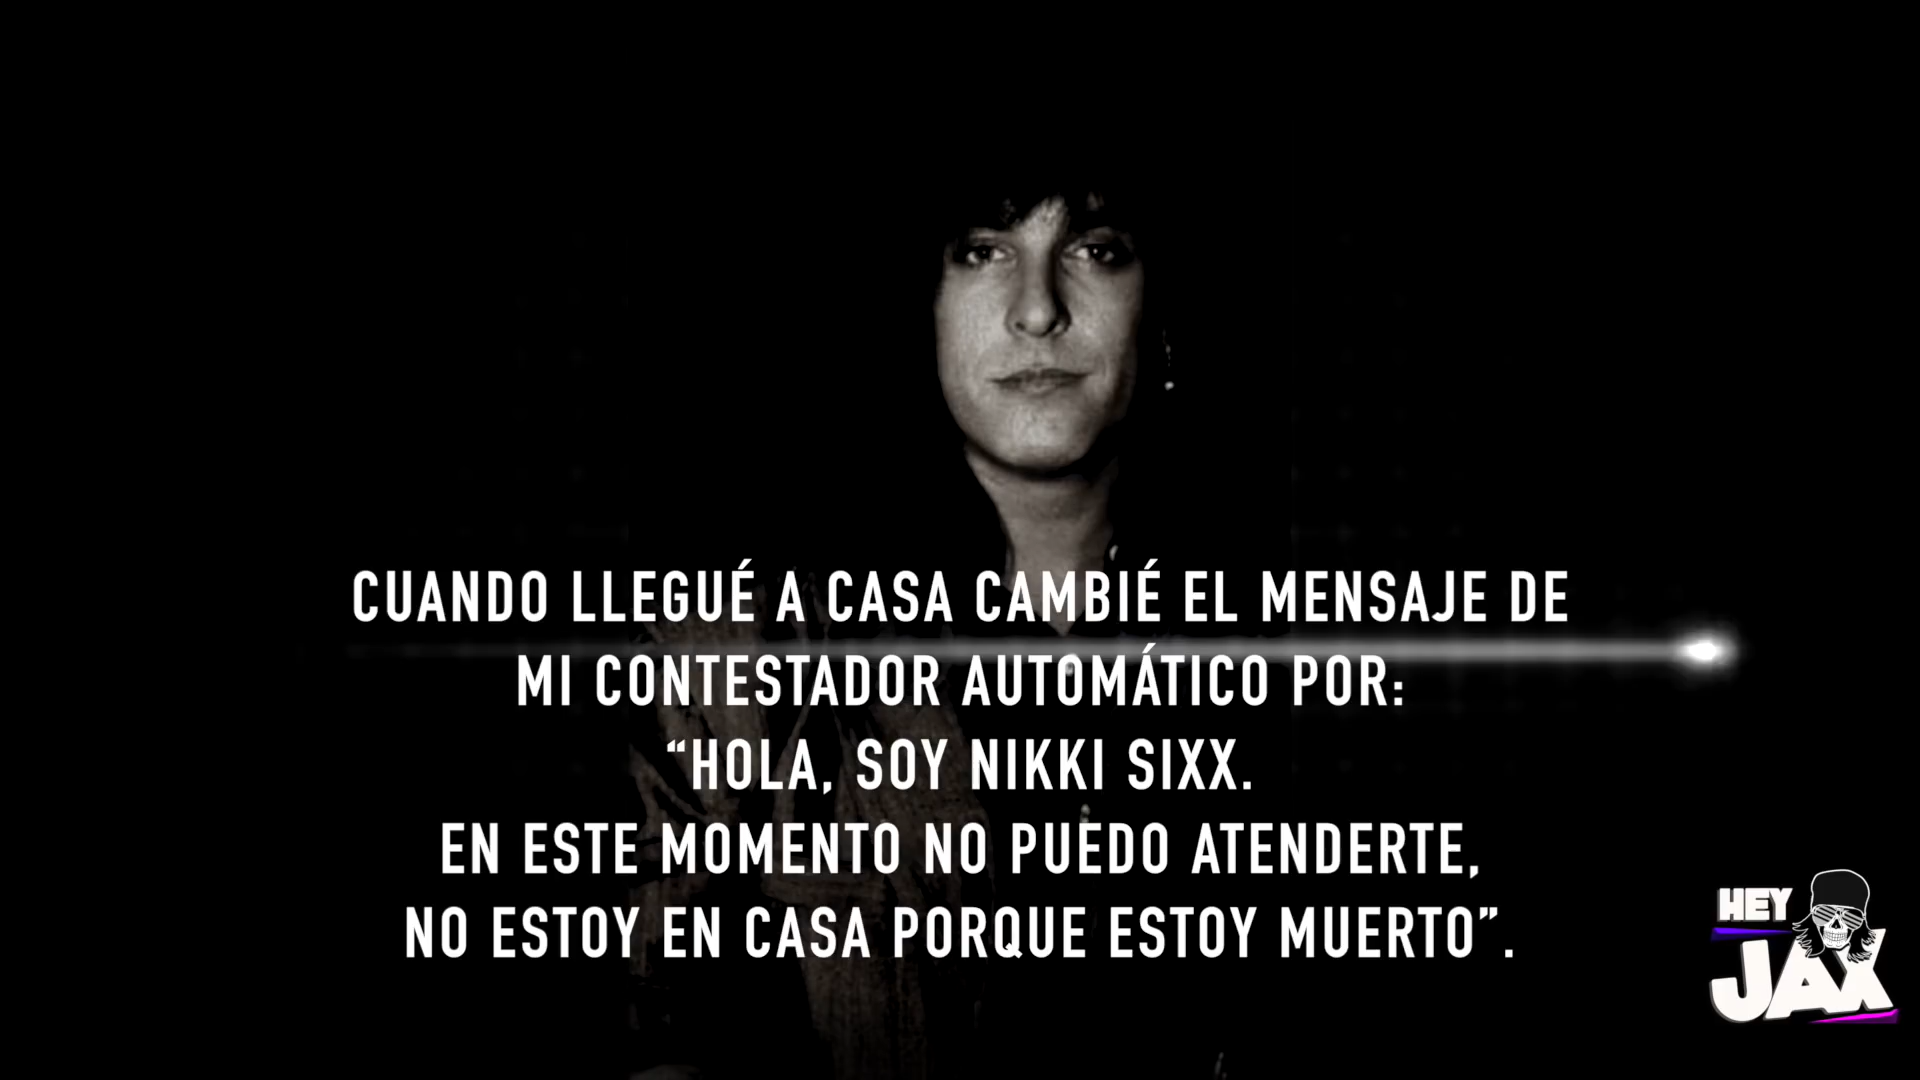 CUANDO LLEGUÉ A CASA CAMBIÉ EL MENSAJE DE
MI CONTESTADOR AUTOMÁTICO POR:
“HOLA, SOY NIKKI SIXX.
EN ESTE MOMENTO NO PUEDO ATENDERTE,
NO ESTOY EN CASA PORQUE ESTOY MUERTO”.
HEY
JAX